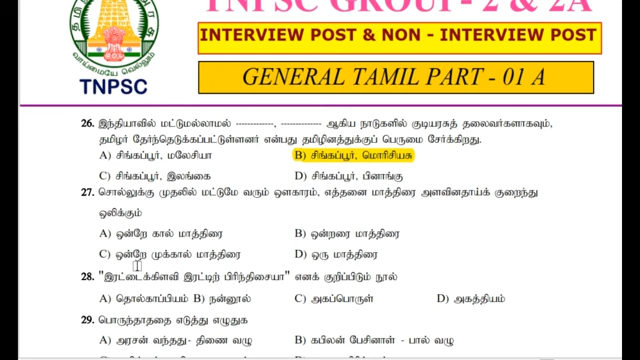 TNPSC GROUP- 2 & 2A
தமிழ்நாடு
வாய்மையே வெல்லும்
TNPSC
INTERVIEW POST & NON - INTERVIEW POST
GENERAL TAMIL PART - 01 A
26. இந்தியாவில் மட்டுமல்லாமல் ------------, ------------- ஆகிய நாடுகளில் குடியரசுத் தலைவர்களாகவும்,
தமிழர் தேர்ந்தெடுக்கப்பட்டுள்ளனர் என்பது தமிழினத்துக்குப் பெருமை சேர்க்கிறது.
A) சிங்கப்பூர், மலேசியா B) சிங்கப்பூர், மொரிசியசு
C) சிங்கப்பூர், இலங்கை D) சிங்கப்பூர், பினாங்கு
27. சொல்லுக்கு முதலில் மட்டுமே வரும் ஔகாரம், எத்தனை மாத்திரை அளவினதாய்க் குறைந்து
ஒலிக்கும்
A) ஒன்றே கால் மாத்திரை B) ஒன்றரை மாத்திரை
C) ஒன்றே முக்கால் மாத்திரை D) ஒரு மாத்திரை
28. "இரட்டைக்கிளவி இரட்டிற் பிரிந்திசையா" எனக் குறிப்பிடும் நூல்
A) தொல்காப்பியம் B) நன்னூல் C) அகப்பொருள் D) அகத்தியம்
29. பொருந்தாததை எடுத்து எழுதுக
A) அரசன் வந்தது- திணை வழு B) கபிலன் பேசினாள் - பால் வழு